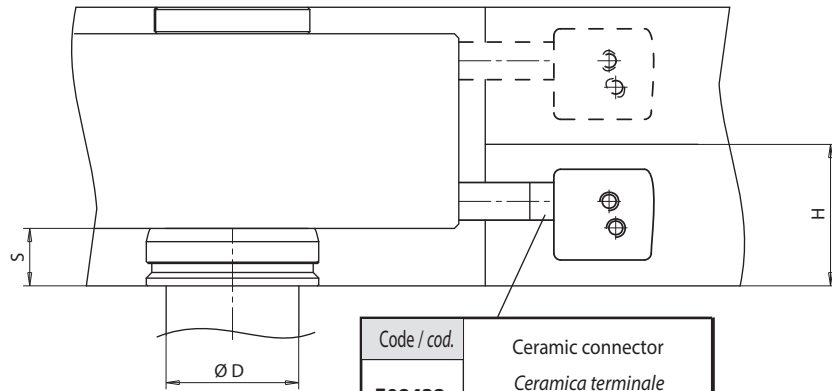 S
H
Ø D
Code / cod.
Ceramic connector
Ceramica terminale